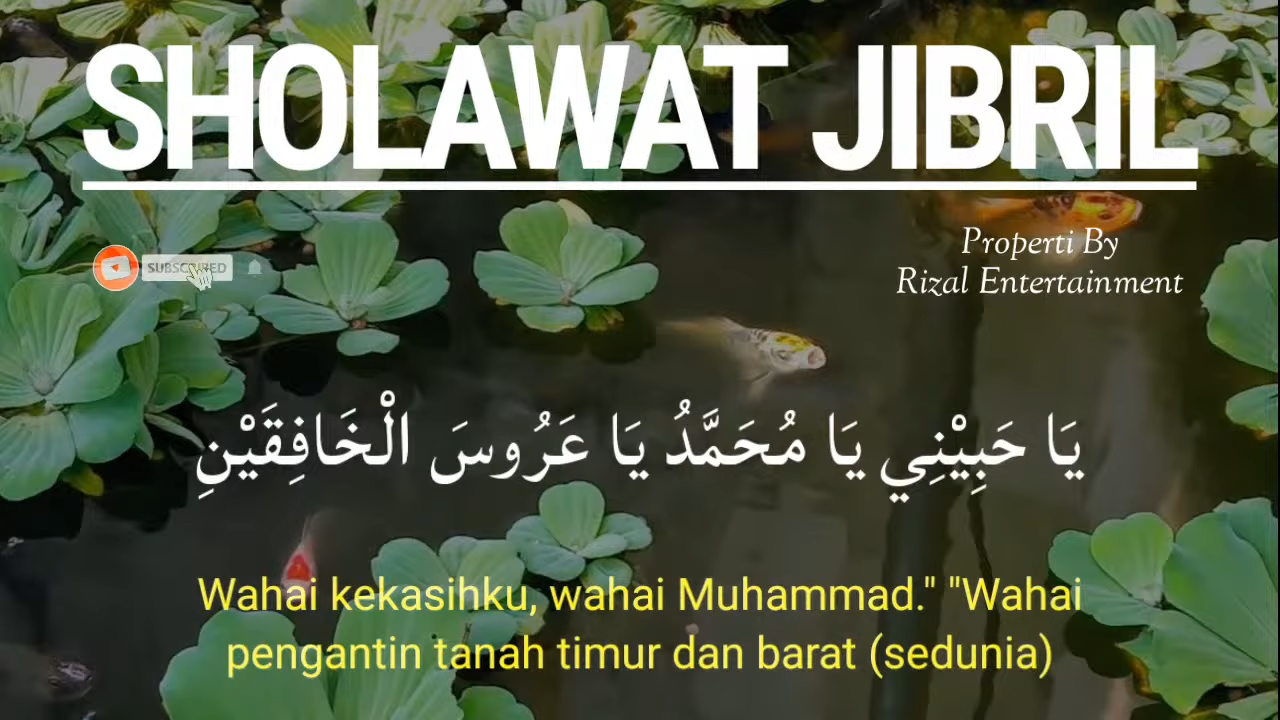 SHOLAWAT JIBRIL
Properti By
Rizal Entertainment
SUBSCRIBED
يَا حَبِيْنِي يَا مُحَمَّدُ يَا عَرُوسَ الْخَافِقَيْنِ
Wahai kekasihku, wahai Muhammad." "Wahai
pengantin tanah timur dan barat (sedunia)